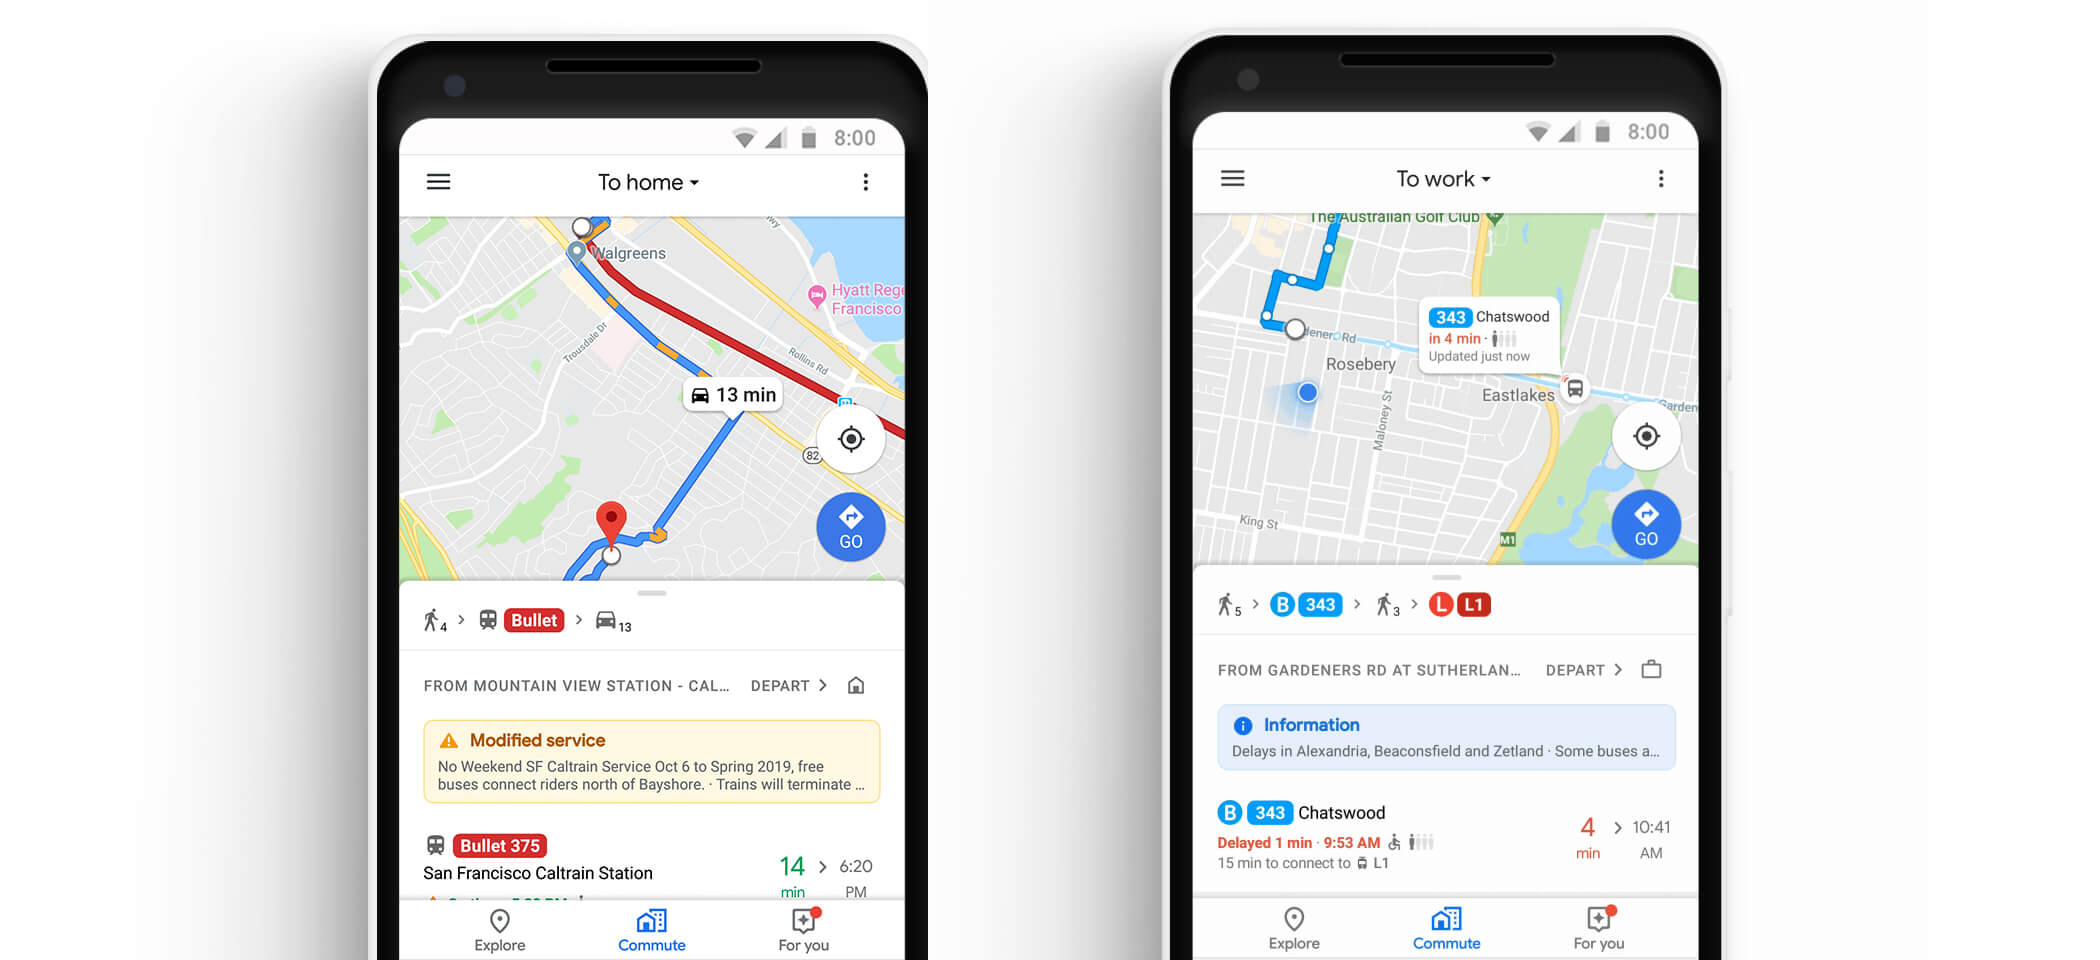 8:00
To home
Walgreens
Hyatt Rege
Francisco
Trousdale Dr
Rollins Rd
13 min
82
GO
4 > Bullet > 13
FROM MOUNTAIN VIEW STATION - CAL... DEPART >
Modified service
No Weekend SF Caltrain Service Oct 6 to Spring 2019, free
buses connect riders north of Bayshore. · Trains will terminate ...
Bullet 375
San Francisco Caltrain Station
14 min > 6:20 PM
Explore Commute For you
8:00
To work
The Australian Golf Club
343 Chatswood
in 4 min ·
Updated just now
Rosebery
Eastlakes
Maloney St
King St
M1
GO
5 > B 343 > 3 > L L1
FROM GARDENERS RD AT SUTHERLAN... DEPART >
Information
Delays in Alexandria, Beaconsfield and Zetland · Some buses a...
B 343 Chatswood
Delayed 1 min · 9:53 AM
15 min to connect to L1
4 min > 10:41 AM
Explore Commute For you